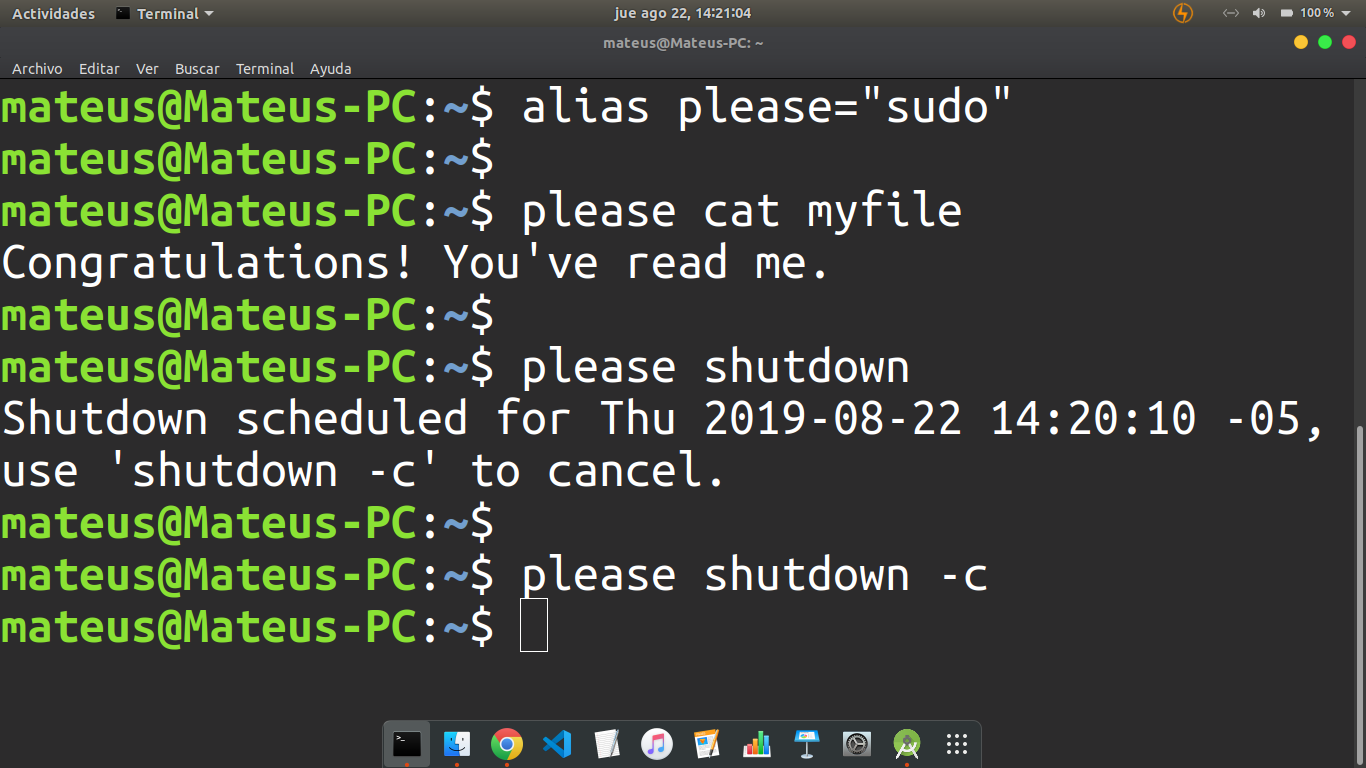 Actividades Terminal jue ago 22, 14:21:04 100 %
mateus@Mateus-PC: ~
Archivo Editar Ver Buscar Terminal Ayuda
mateus@Mateus-PC:~$ alias please="sudo"
mateus@Mateus-PC:~$
mateus@Mateus-PC:~$ please cat myfile
Congratulations! You've read me.
mateus@Mateus-PC:~$
mateus@Mateus-PC:~$ please shutdown
Shutdown scheduled for Thu 2019-08-22 14:20:10 -05,
use 'shutdown -c' to cancel.
mateus@Mateus-PC:~$
mateus@Mateus-PC:~$ please shutdown -c
mateus@Mateus-PC:~$